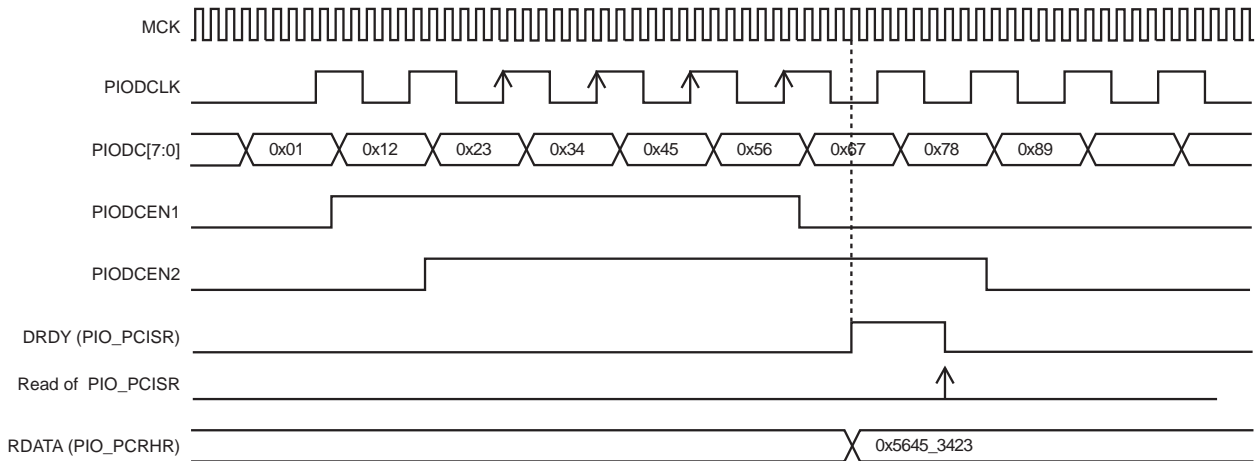 MCK
PIODCLK
PIODC[7:0] 0x01 0x12 0x23 0x34 0x45 0x56 0x67 0x78 0x89
PIODCEN1
PIODCEN2
DRDY (PIO_PCISR)
Read of PIO_PCISR
RDATA (PIO_PCRHR) 0x5645_3423